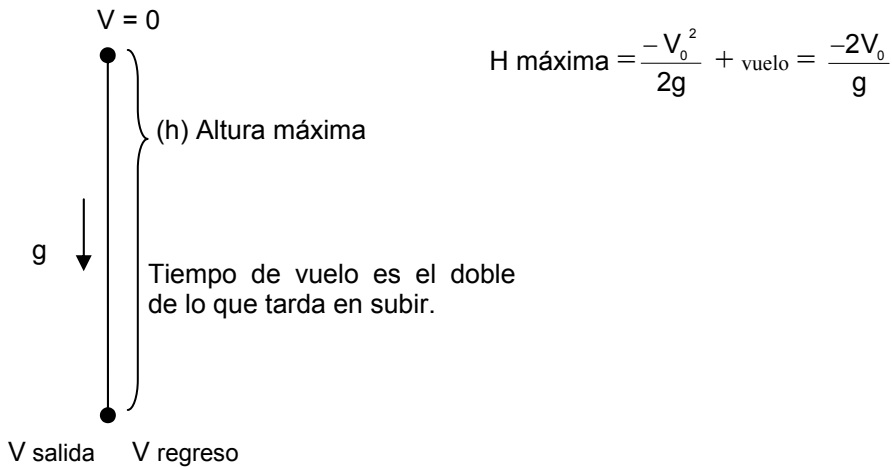 V = 0
H máxima = −V₀² / 2g + vuelo = −2V₀ / g
(h) Altura máxima
g
Tiempo de vuelo es el doble
de lo que tarda en subir.
V salida V regreso